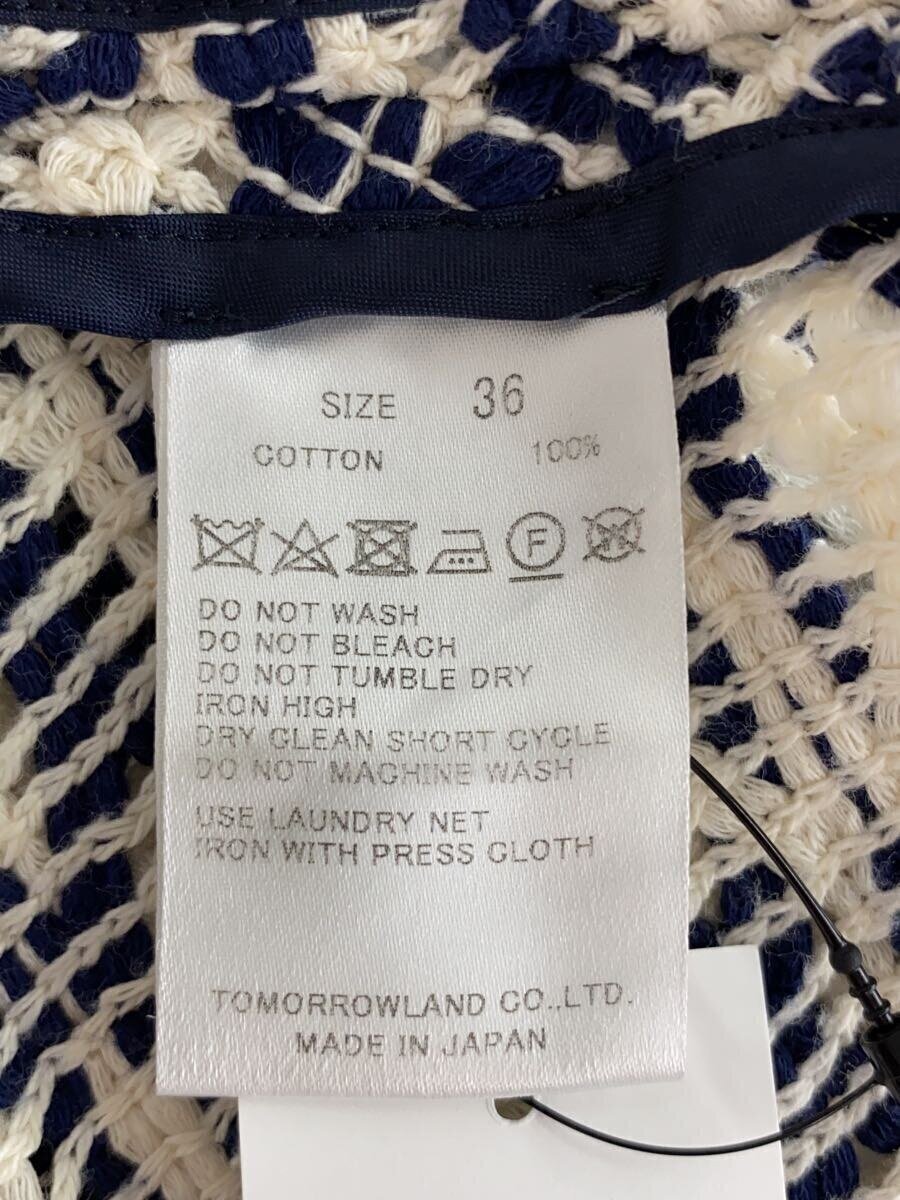 SIZE 36
COTTON 100%
F
DO NOT WASH
DO NOT BLEACH
DO NOT TUMBLE DRY
IRON HIGH
DRY CLEAN SHORT CYCLE
DO NOT MACHINE WASH
USE LAUNDRY NET
IRON WITH PRESS CLOTH
TOMORROWLAND CO.,LTD.
MADE IN JAPAN